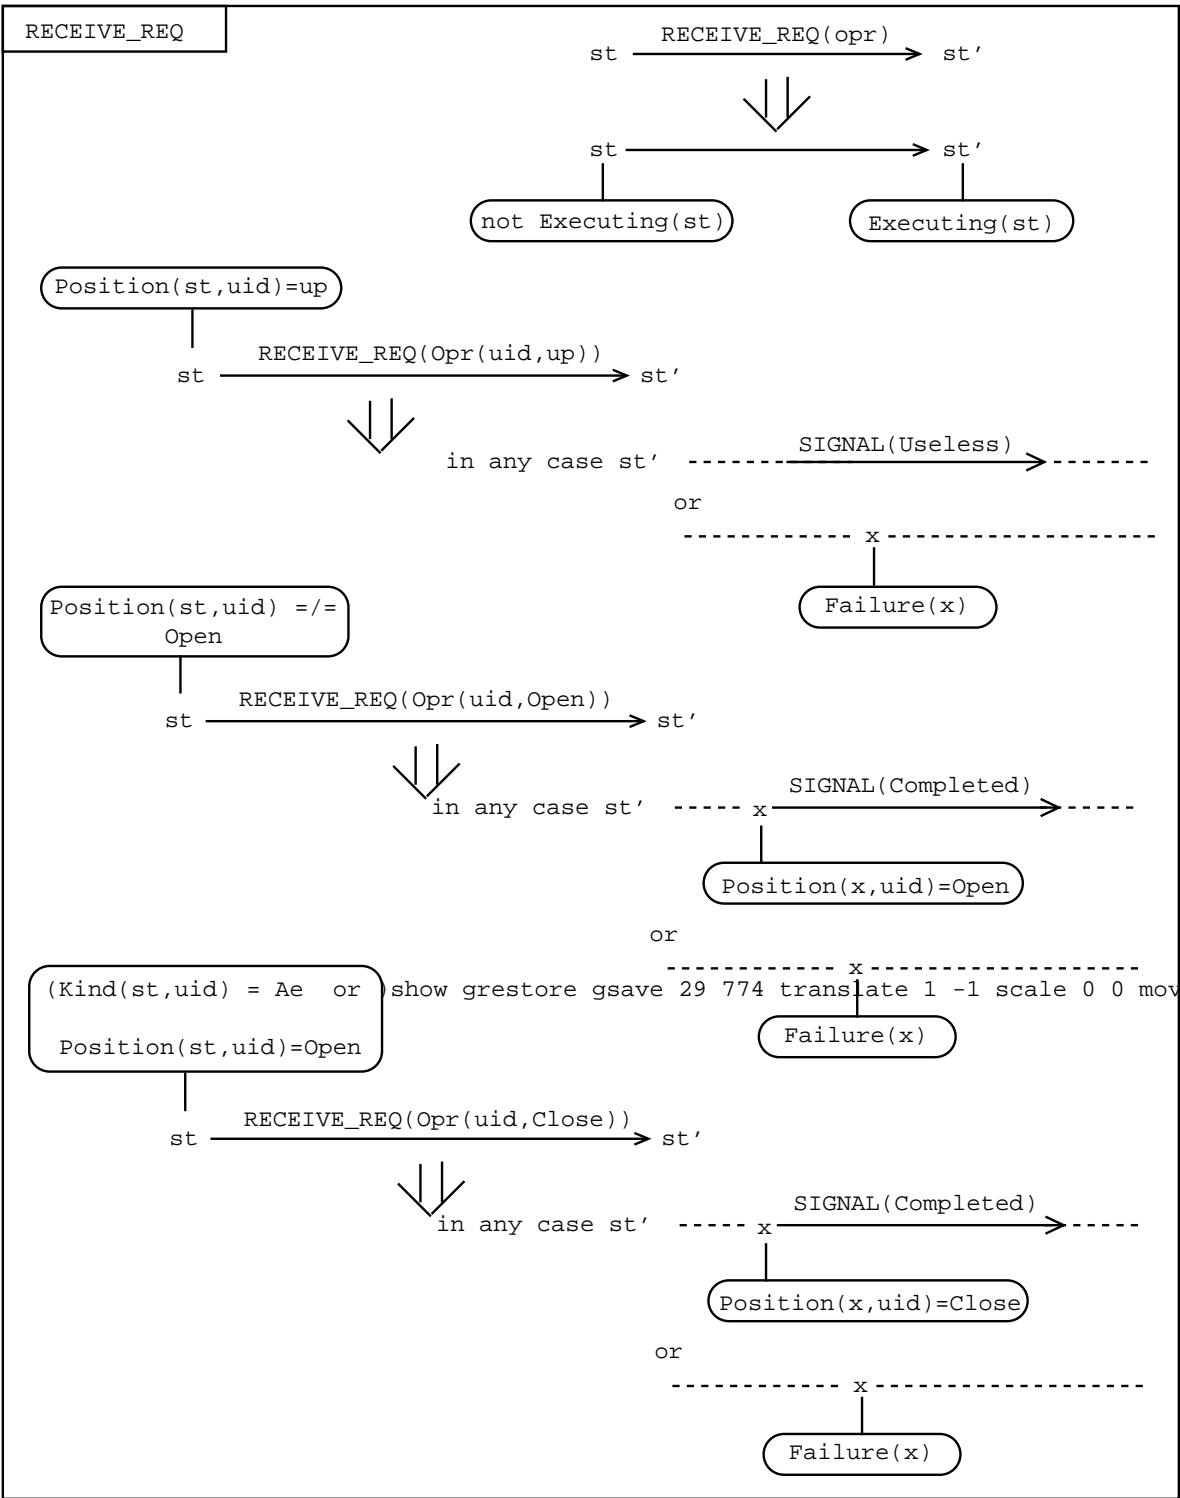 RECEIVE_REQ
RECEIVE_REQ(opr)
st st′
st st′
not Executing(st) Executing(st)
Position(st,uid)=up
RECEIVE_REQ(Opr(uid,up))
st st′
SIGNAL(Useless)
in any case st′
or
x
Failure(x)
Position(st,uid) =/=
Open
RECEIVE_REQ(Opr(uid,Open))
st st′
SIGNAL(Completed)
in any case st′ x
Position(x,uid)=Open
or
x
(Kind(st,uid) = Ae or )show grestore gsave 29 774 translate 1 -1 scale 0 0 mov
Position(st,uid)=Open
Failure(x)
RECEIVE_REQ(Opr(uid,Close))
st st′
SIGNAL(Completed)
in any case st′ x
Position(x,uid)=Close
or
x
Failure(x)